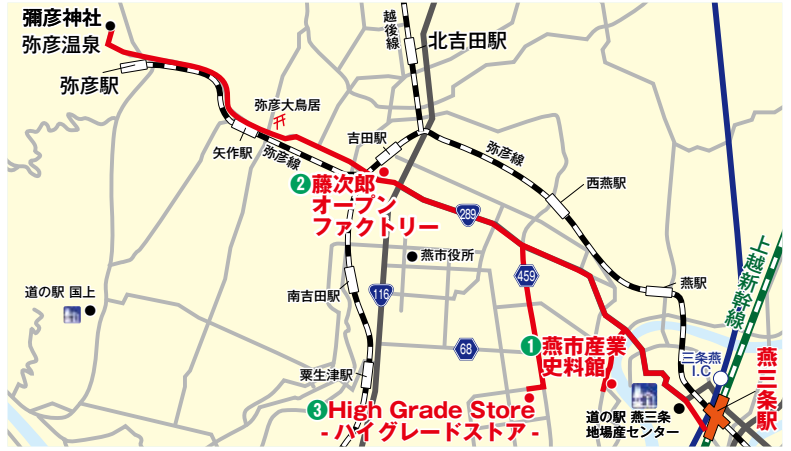 彌彦神社
弥彦温泉
弥彦駅
越後線
北吉田駅
弥彦大鳥居
矢作駅
弥彦線
吉田駅
弥彦線
西燕駅
❷藤次郎
オープン
ファクトリー
289
燕市役所
459
上越新幹線
道の駅 国上
南吉田駅
116
燕駅
68
❶燕市産業
史料館
三条燕
I.C
燕三条駅
粟生津駅
❸High Grade Store
- ハイグレードストア -
道の駅 燕三条
地場産センター